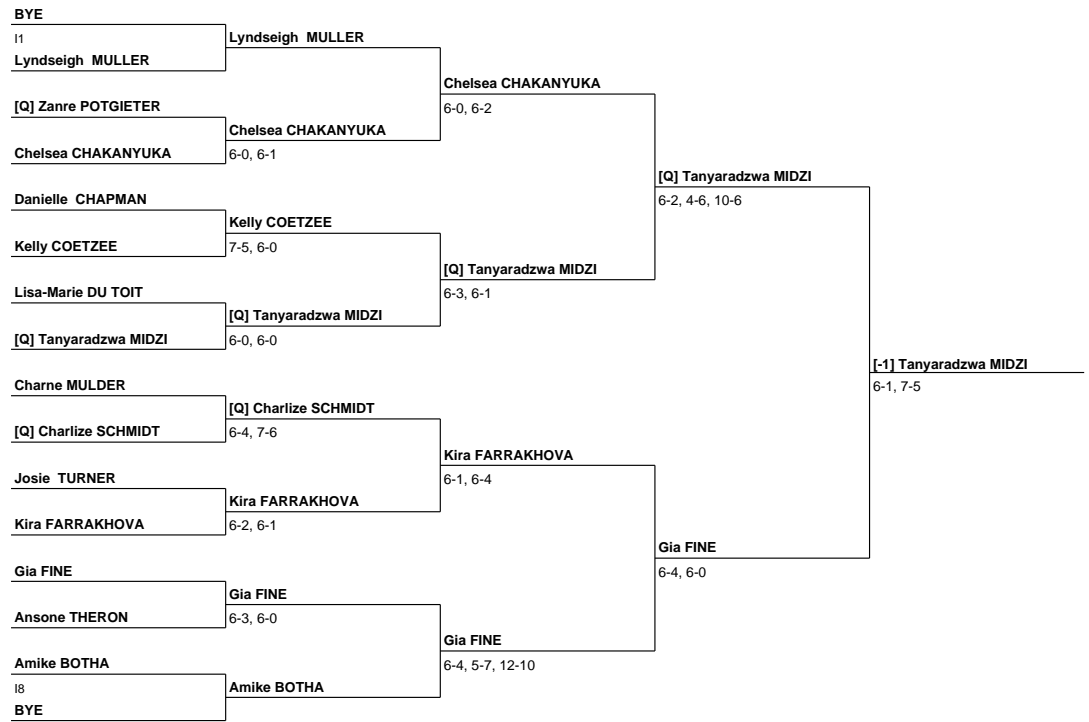 BYE
I1
Lyndseigh MULLER
Lyndseigh MULLER
Chelsea CHAKANYUKA
6-0, 6-2
[Q] Zanre POTGIETER
Chelsea CHAKANYUKA
Chelsea CHAKANYUKA
6-0, 6-1
[Q] Tanyaradzwa MIDZI
6-2, 4-6, 10-6
Danielle CHAPMAN
Kelly COETZEE
Kelly COETZEE
7-5, 6-0
[Q] Tanyaradzwa MIDZI
6-3, 6-1
Lisa-Marie DU TOIT
[Q] Tanyaradzwa MIDZI
[Q] Tanyaradzwa MIDZI
6-0, 6-0
[-1] Tanyaradzwa MIDZI
6-1, 7-5
Charne MULDER
[Q] Charlize SCHMIDT
[Q] Charlize SCHMIDT
6-4, 7-6
Kira FARRAKHOVA
6-1, 6-4
Josie TURNER
Kira FARRAKHOVA
Kira FARRAKHOVA
6-2, 6-1
Gia FINE
6-4, 6-0
Gia FINE
Gia FINE
Ansone THERON
6-3, 6-0
Gia FINE
6-4, 5-7, 12-10
Amike BOTHA
I8
Amike BOTHA
BYE